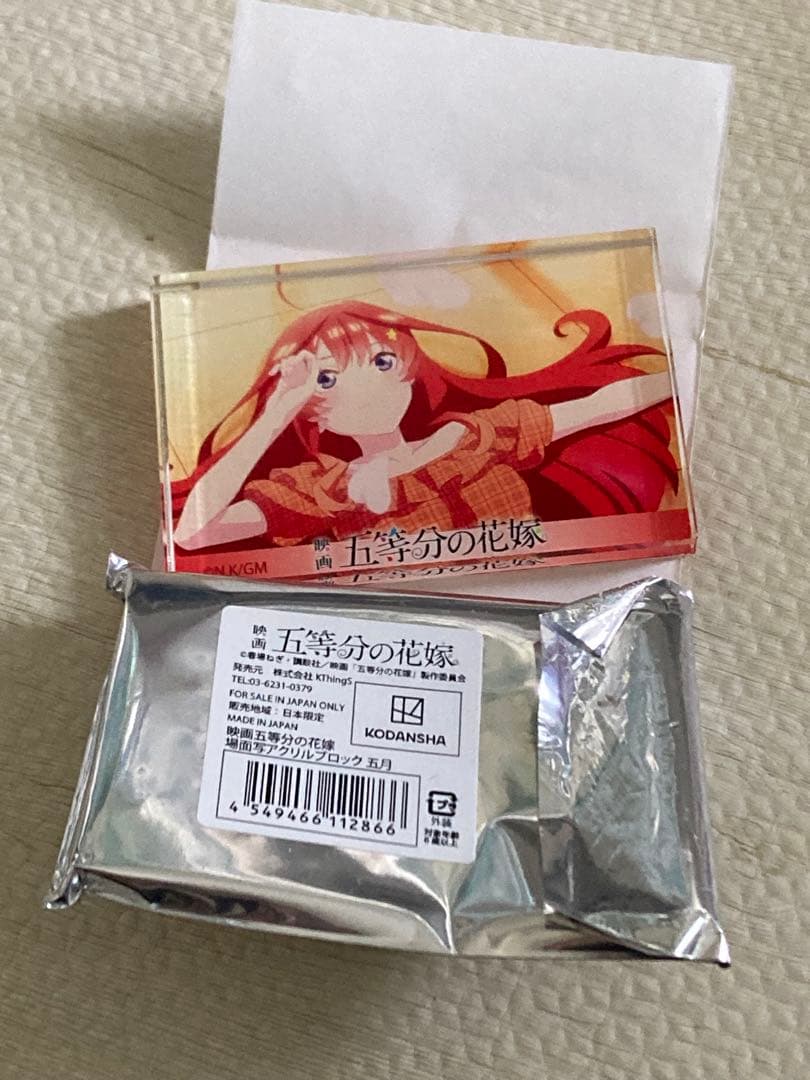 ©N.K/GM
映画 五等分の花嫁
映画 五等分の花嫁
©春場ねぎ・講談社／映画「五等分の花嫁」製作委員会
発売元 株式会社 KThingS
TEL:03-6231-0379
FOR SALE IN JAPAN ONLY
販売地域：日本限定
MADE IN JAPAN
映画五等分の花嫁
場面写アクリルブロック 五月
KODANSHA
4 549466 112866
プラ
外装
対象年齢
6歳以上